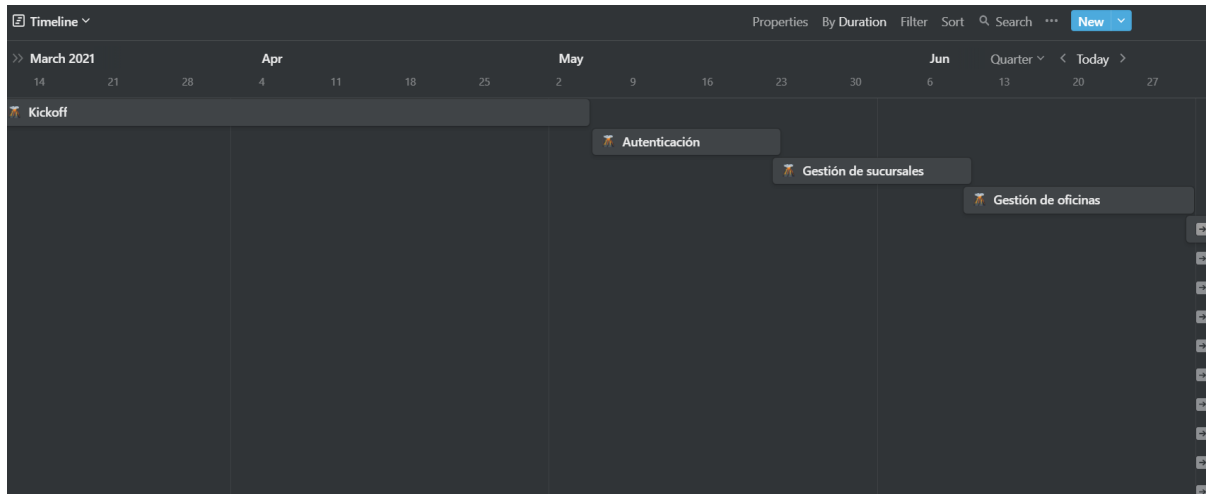 Timeline
Properties By Duration Filter Sort Search ... New
March 2021 Apr May Jun Quarter Today
14 21 28 4 11 18 25 2 9 16 23 30 6 13 20 27
Kickoff
Autenticación
Gestión de sucursales
Gestión de oficinas